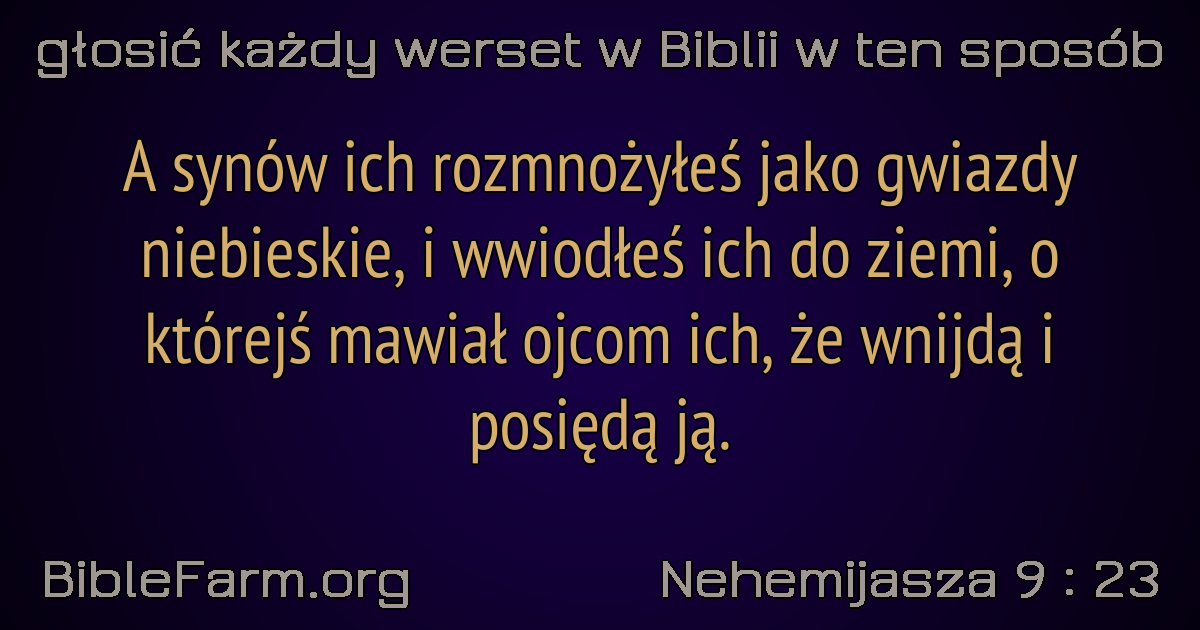 głosić każdy werset w Biblii w ten sposób
A synów ich rozmnożyłeś jako gwiazdy
niebieskie, i wwiodłeś ich do ziemi, o
którejś mawiał ojcom ich, że wnijdą i
posiędą ją.
BibleFarm.org
Nehemijasza 9 : 23